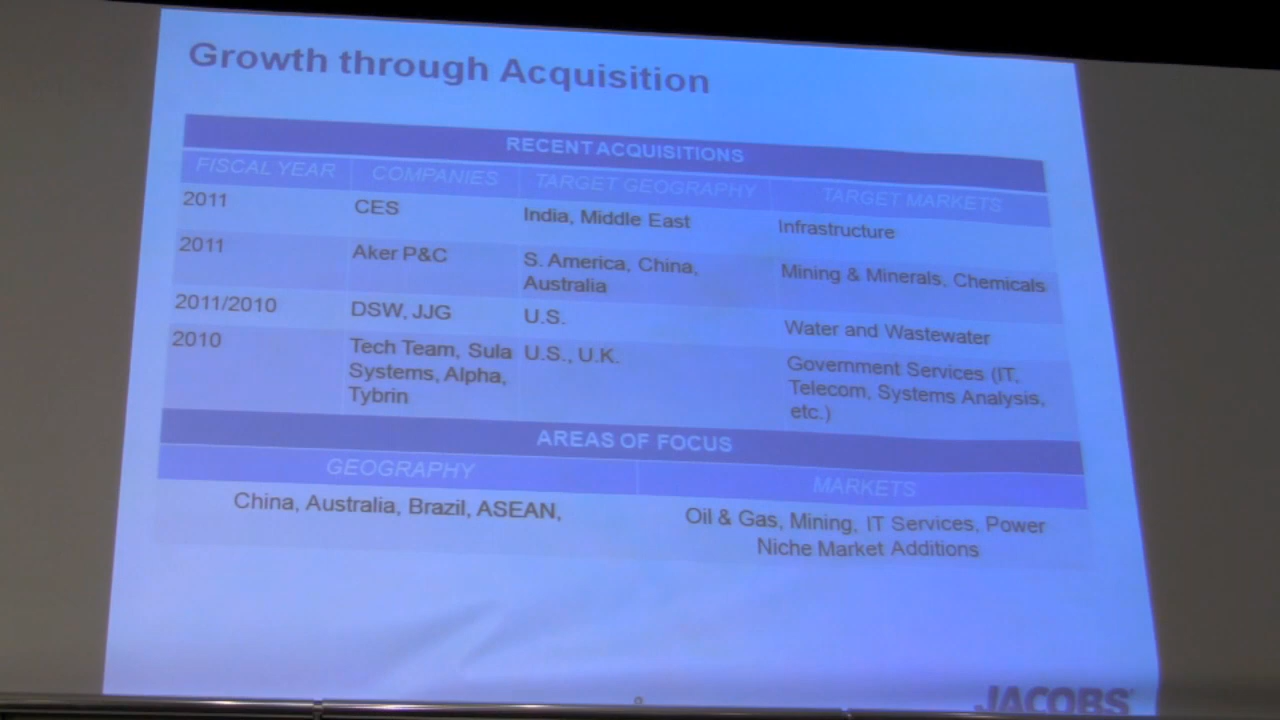 Growth through Acquisition
RECENT ACQUISITIONS
FISCAL YEAR COMPANIES TARGET GEOGRAPHY TARGET MARKETS
2011 CES India, Middle East Infrastructure
2011 Aker P&C S. America, China, Mining & Minerals, Chemicals
Australia
2011/2010 DSW, JJG U.S. Water and Wastewater
2010 Tech Team, Sula U.S., U.K. Government Services (IT,
Systems, Alpha, Telecom, Systems Analysis,
Tybrin etc.)
AREAS OF FOCUS
GEOGRAPHY MARKETS
China, Australia, Brazil, ASEAN, Oil & Gas, Mining, IT Services, Power
Niche Market Additions
JACOBS